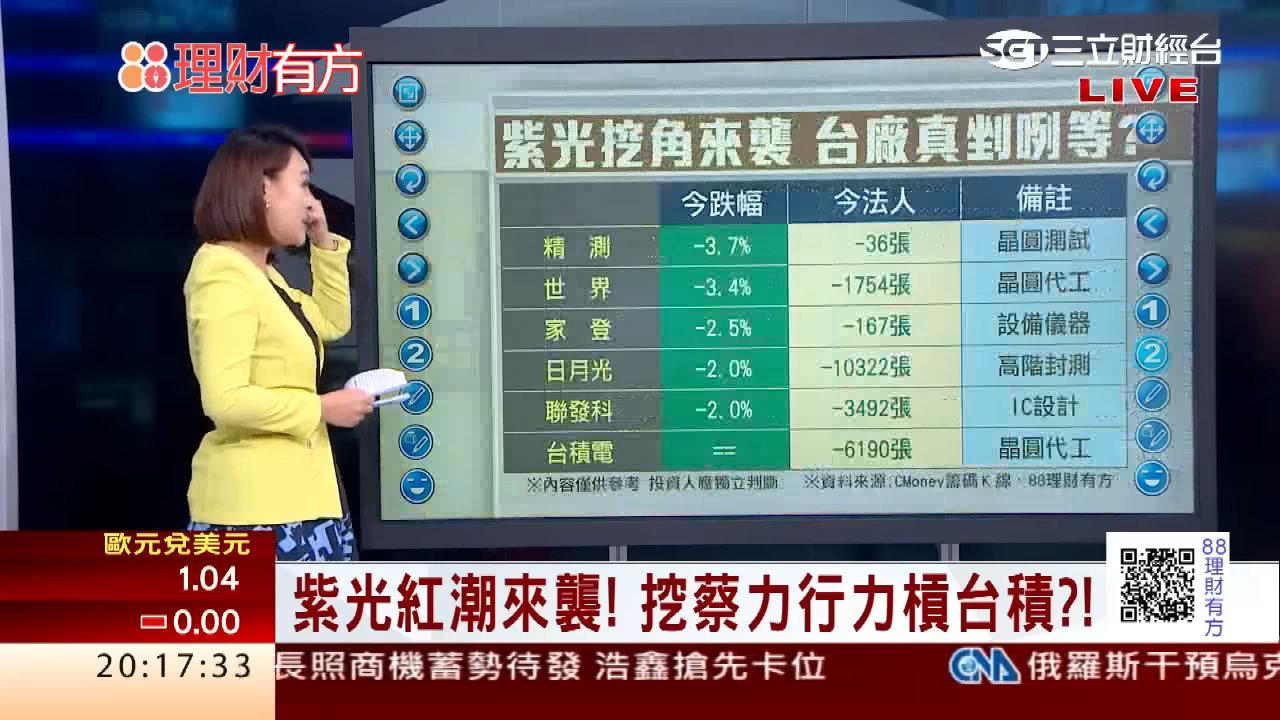 88理財有方
SET 三立財經台
LIVE
紫光挖角來襲 台廠真剉咧等?
今跌幅 今法人 備註
精測 -3.7% -36張 晶圓測試
世界 -3.4% -1754張 晶圓代工
家登 -2.5% -167張 設備儀器
日月光 -2.0% -10322張 高階封測
聯發科 -2.0% -3492張 IC設計
台積電 == -6190張 晶圓代工
※內容僅供參考 投資人應獨立判斷 ※資料來源:CMoney籌碼K線、88理財有方
1
2
1
2
歐元兌美元
1.04
0.00
紫光紅潮來襲! 挖蔡力行力槓台積?!
88理財有方
20:17:33
長照商機蓄勢待發 浩鑫搶先卡位 CNA 俄羅斯干預烏克